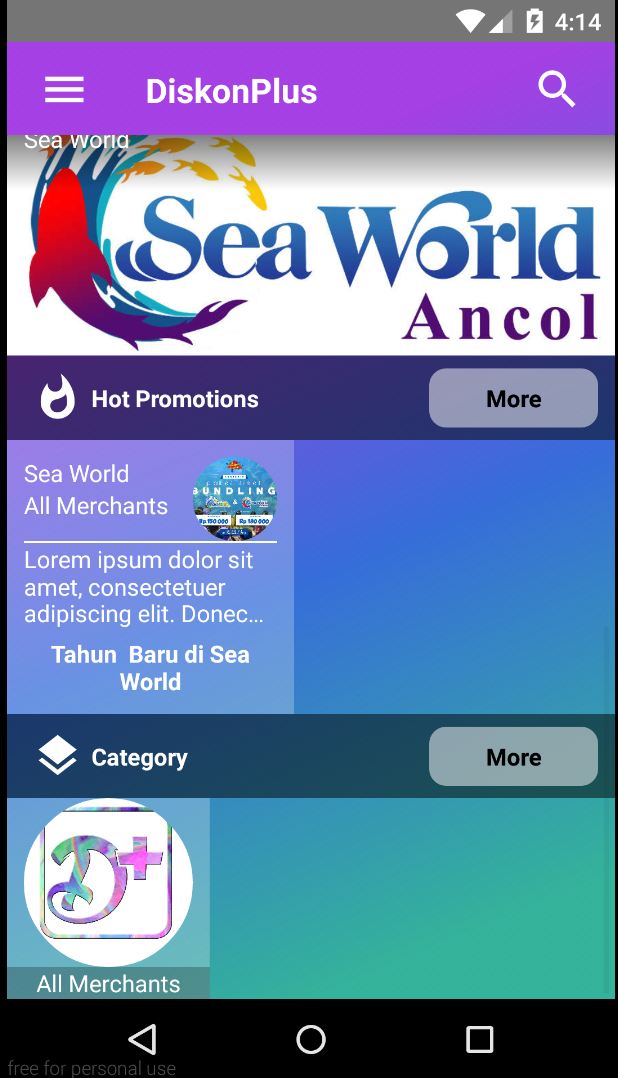 4:14
DiskonPlus
Sea World
Sea World
Ancol
Hot Promotions
More
Sea World
All Merchants
BUNDLING
Rp 150 000
Rp 180 000
Lorem ipsum dolor sit
amet, consectetuer
adipiscing elit. Donec...
Tahun Baru di Sea
World
Category
More
D+
All Merchants
free for personal use